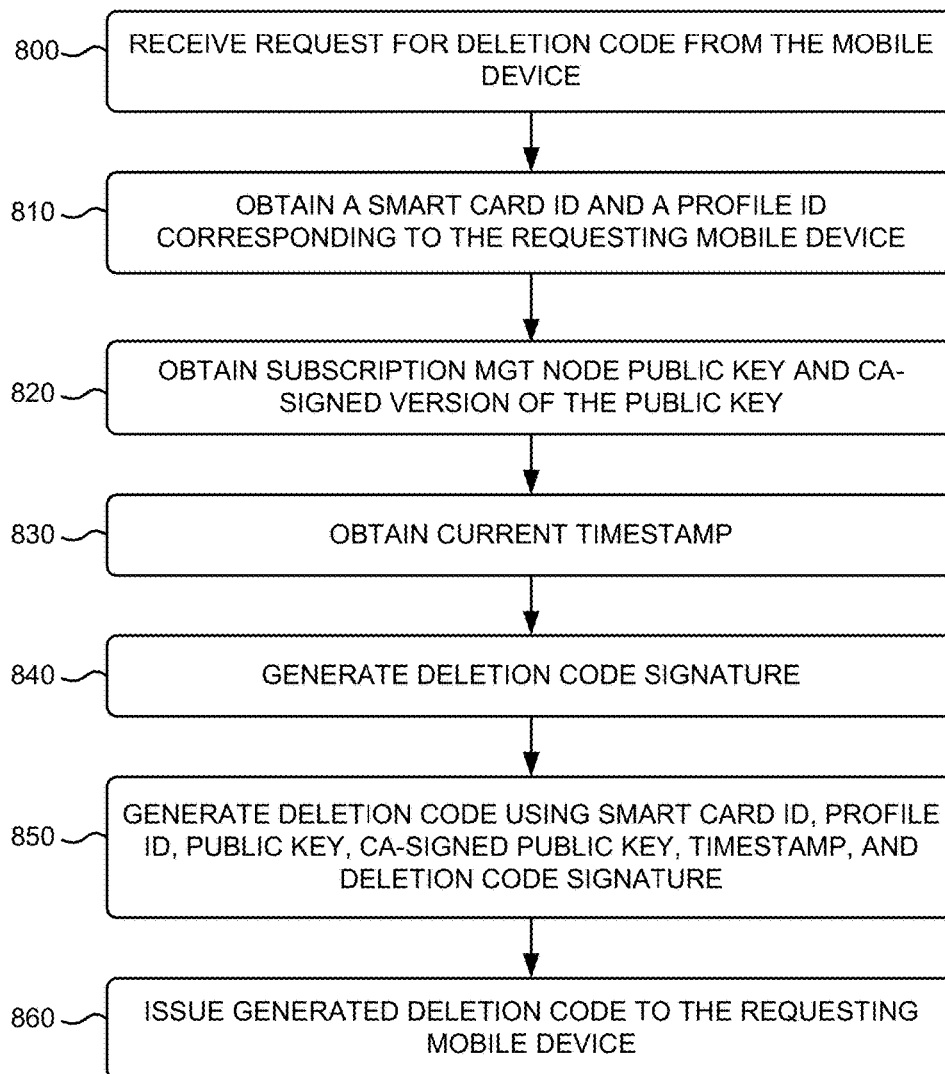 800
RECEIVE REQUEST FOR DELETION CODE FROM THE MOBILE
DEVICE
810
OBTAIN A SMART CARD ID AND A PROFILE ID
CORRESPONDING TO THE REQUESTING MOBILE DEVICE
820
OBTAIN SUBSCRIPTION MGT NODE PUBLIC KEY AND CA-
SIGNED VERSION OF THE PUBLIC KEY
830
OBTAIN CURRENT TIMESTAMP
840
GENERATE DELETION CODE SIGNATURE
850
GENERATE DELETION CODE USING SMART CARD ID, PROFILE
ID, PUBLIC KEY, CA-SIGNED PUBLIC KEY, TIMESTAMP, AND
DELETION CODE SIGNATURE
860
ISSUE GENERATED DELETION CODE TO THE REQUESTING
MOBILE DEVICE